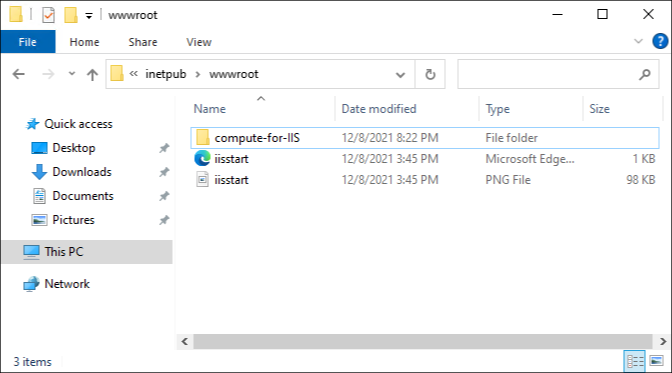 wwwroot
File Home Share View
inetpub wwwroot
Name Date modified Type Size
Quick access
Desktop
Downloads
Documents
Pictures
This PC
Network
compute-for-IIS 12/8/2021 8:22 PM File folder
iisstart 12/8/2021 3:45 PM Microsoft Edge... 1 KB
iisstart 12/8/2021 3:45 PM PNG File 98 KB
3 items